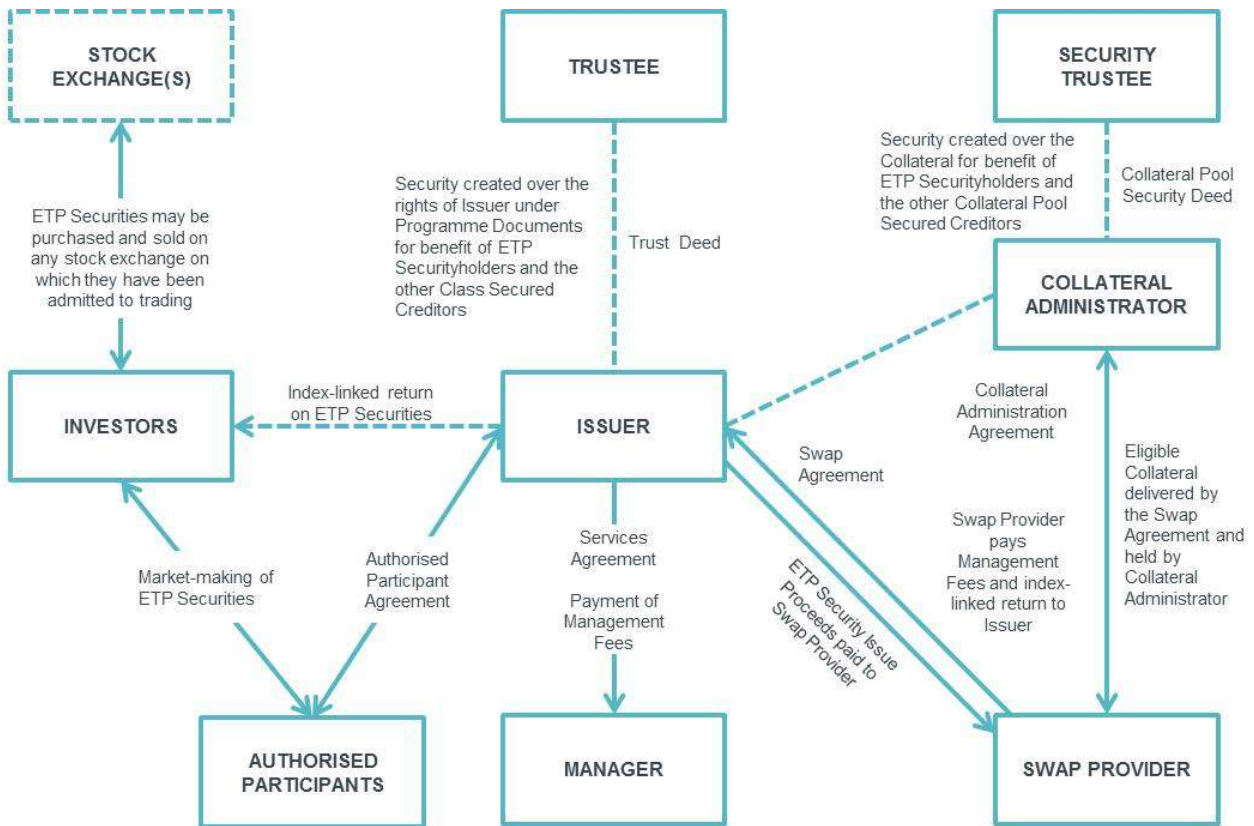 STOCK
EXCHANGE(S)
TRUSTEE
SECURITY
TRUSTEE
ETP Securities may be
purchased and sold on
any stock exchange on
which they have been
admitted to trading
Security created over the
rights of Issuer under
Programme Documents
for benefit of ETP
Securityholders and the
other Class Secured
Creditors
Trust Deed
Security created over the
Collateral for benefit of
ETP Securityholders and
the other Collateral Pool
Secured Creditors
Collateral Pool
Security Deed
COLLATERAL
ADMINISTRATOR
INVESTORS
Index-linked return
on ETP Securities
ISSUER
Collateral
Administration
Agreement
Swap
Agreement
Eligible
Collateral
delivered by
the Swap
Agreement and
held by
Collateral
Administrator
Market-making of
ETP Securities
Authorised
Participant
Agreement
Services
Agreement
Payment of
Management
Fees
ETP Security Issue
Proceeds paid to
Swap Provider
Swap Provider
pays
Management
Fees and index-
linked return to
Issuer
AUTHORISED
PARTICIPANTS
MANAGER
SWAP PROVIDER